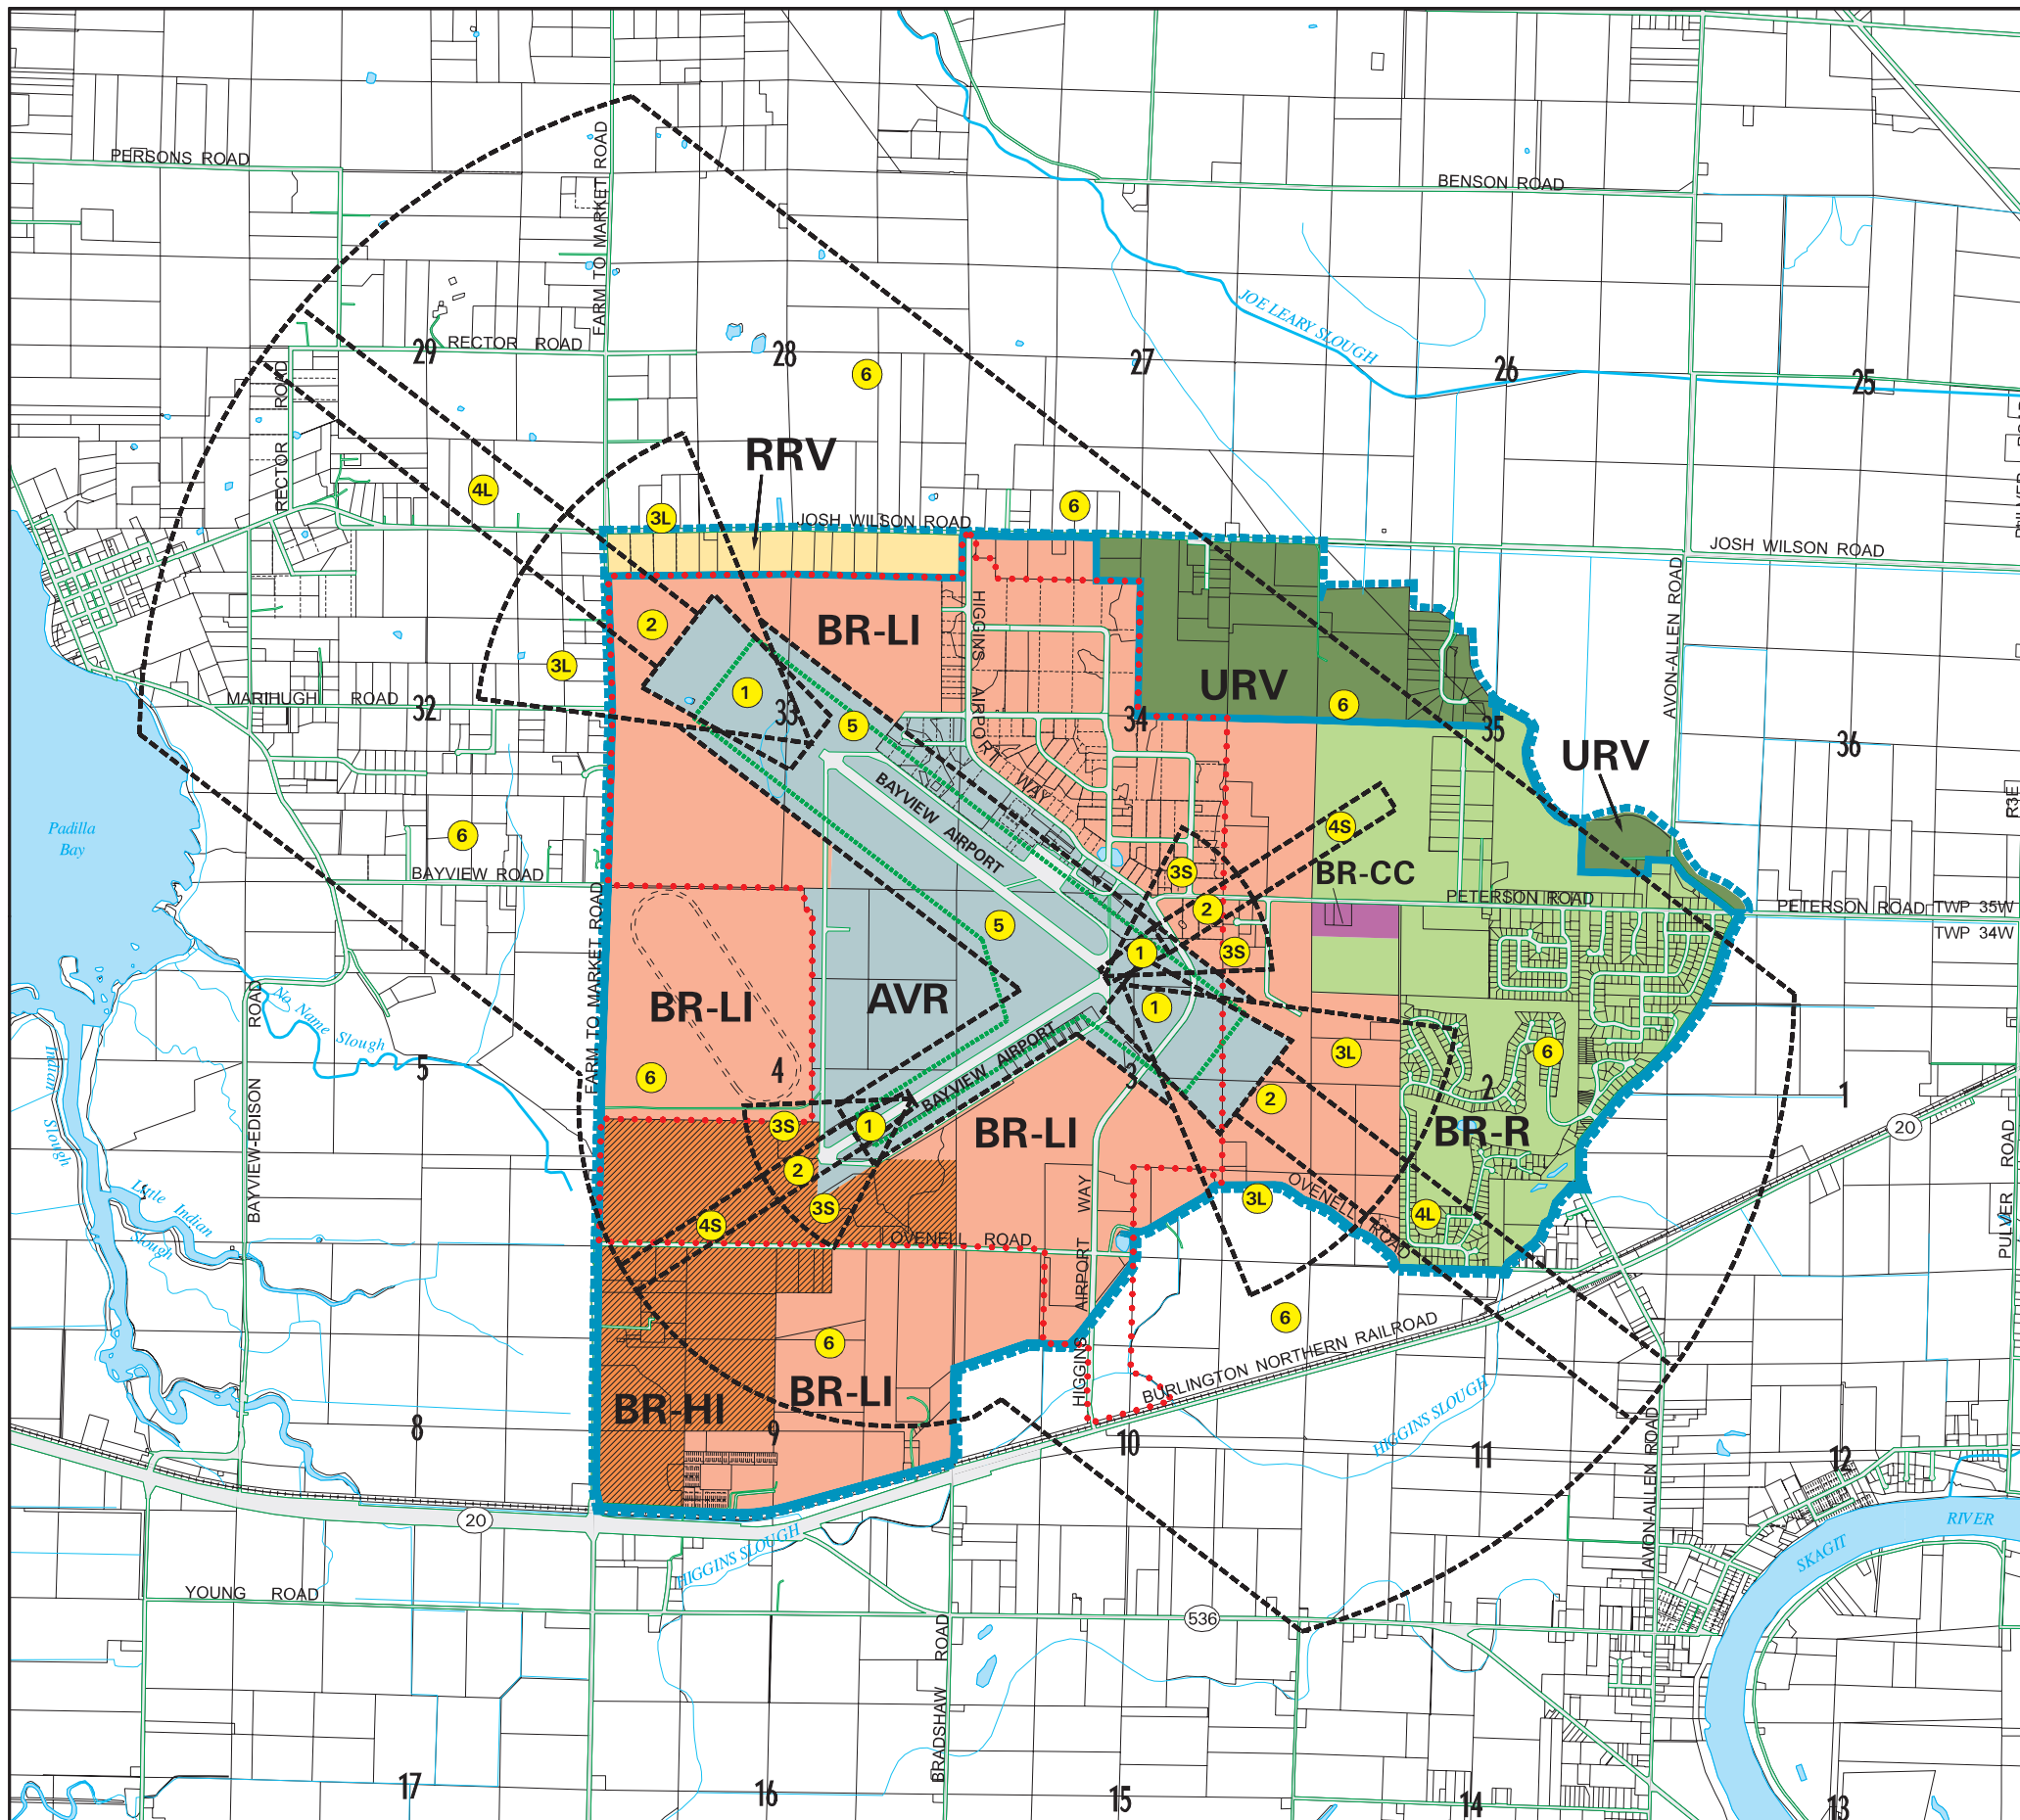 PERSONS ROAD
FARM TO MARKET ROAD
BENSON ROAD
JOE LEARY SLOUGH
RECTOR ROAD
29
28
27
26
25
6
RECTOR ROAD
RRV
4L
3L
6
JOSH WILSON ROAD
JOSH WILSON ROAD
AVON-ALLEN ROAD
2
BR-LI
HIGGINS AIRPORT WAY
3L
1
URV
MARIHUGH ROAD
32
33
5
34
6
35
36
URV
BAYVIEW AIRPORT
R3E
Padilla
Bay
6
4S
BAYVIEW ROAD
3S
BR-CC
PETERSON ROAD
PETERSON ROAD
TWP 35W
TWP 34W
2
5
1
3S
FARM TO MARKET ROAD
BAYVIEW-EDISON ROAD
No Name Slough
BR-LI
AVR
1
Indian Slough
5
6
4
BAYVIEW AIRPORT
3
3L
6
2
2
1
20
3S
1
BR-LI
BR-R
PULVER ROAD
Little Indian
Slough
2
3S
4S
3L
4L
OVENELL ROAD
OVENELL ROAD
HIGGINS AIRPORT WAY
6
6
BURLINGTON NORTHERN RAILROAD
HIGGINS SLOUGH
BR-HI
BR-LI
8
9
10
11
12
AVON-ALLEN ROAD
20
HIGGINS SLOUGH
SKAGIT
RIVER
YOUNG ROAD
536
BRADSHAW ROAD
17
16
15
14
13